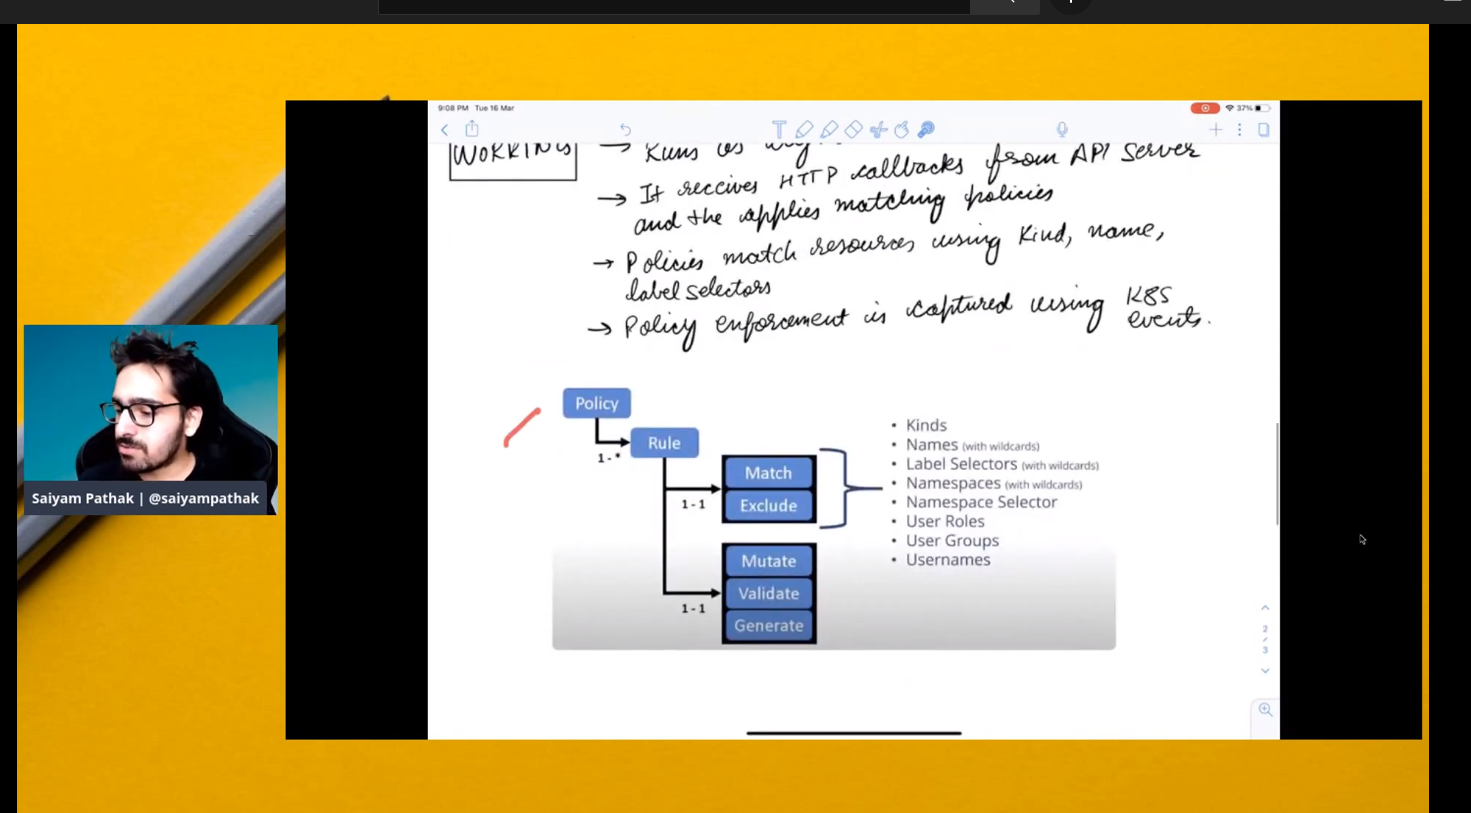 9:08 PM Tue 16 Mar
37%
WORKING
→ Runs as
→ It receives HTTP callbacks from API Server
and the applies matching policies
→ Policies match resources using Kind, name,
label selectors
→ Policy enforcement is captured using K8S
events.
Policy
Rule
1 - *
Match
Exclude
1 - 1
Mutate
Validate
Generate
1 - 1
• Kinds
• Names (with wildcards)
• Label Selectors (with wildcards)
• Namespaces (with wildcards)
• Namespace Selector
• User Roles
• User Groups
• Usernames
2
/
3
Saiyam Pathak | @saiyampathak